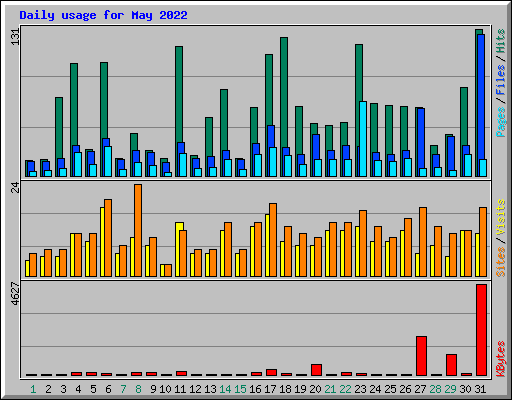 Daily usage for May 2022
131
Pages / Files / Hits
24
Sites / Visits
4627
KBytes
1 2 3 4 5 6 7 8 9 10 11 12 13 14 15 16 17 18 19 20 21 22 23 24 25 26 27 28 29 30 31